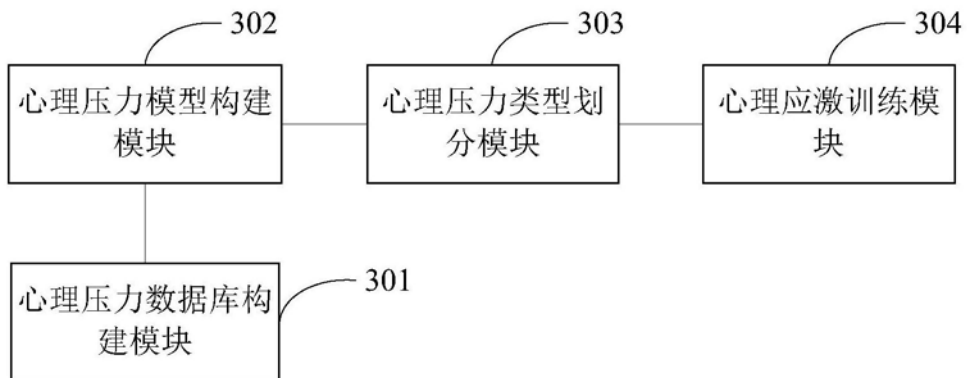 302
303
304
心理压力模型构建
模块
心理压力类型划
分模块
心理应激训练模
块
301
心理压力数据库构
建模块